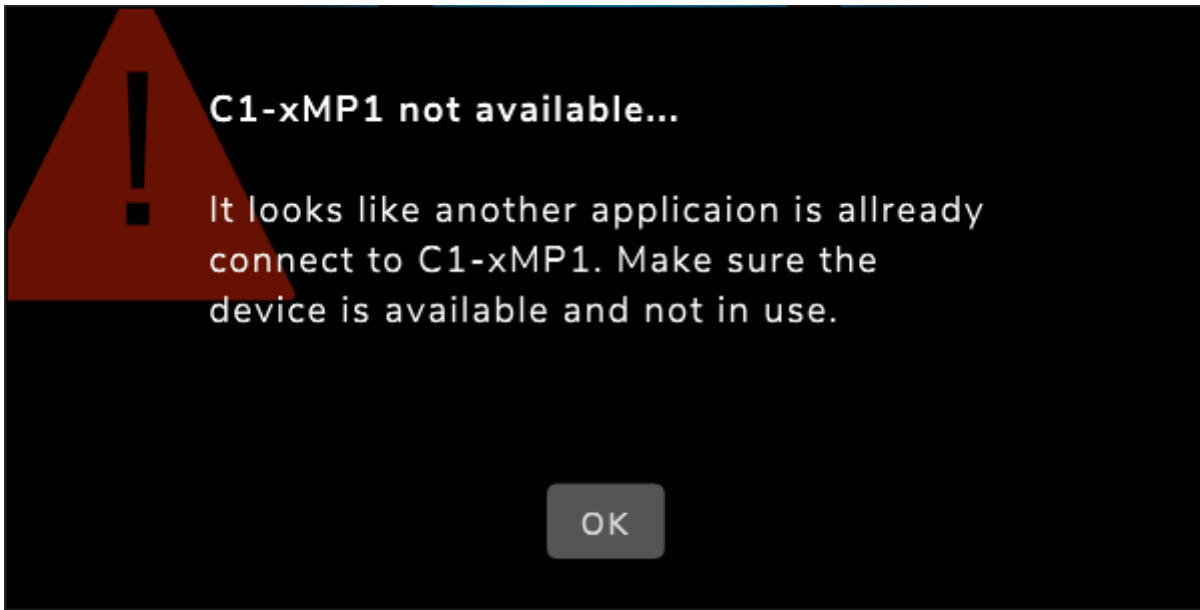 C1-xMP1 not available...
It looks like another applicaion is allready
connect to C1-xMP1. Make sure the
device is available and not in use.
OK